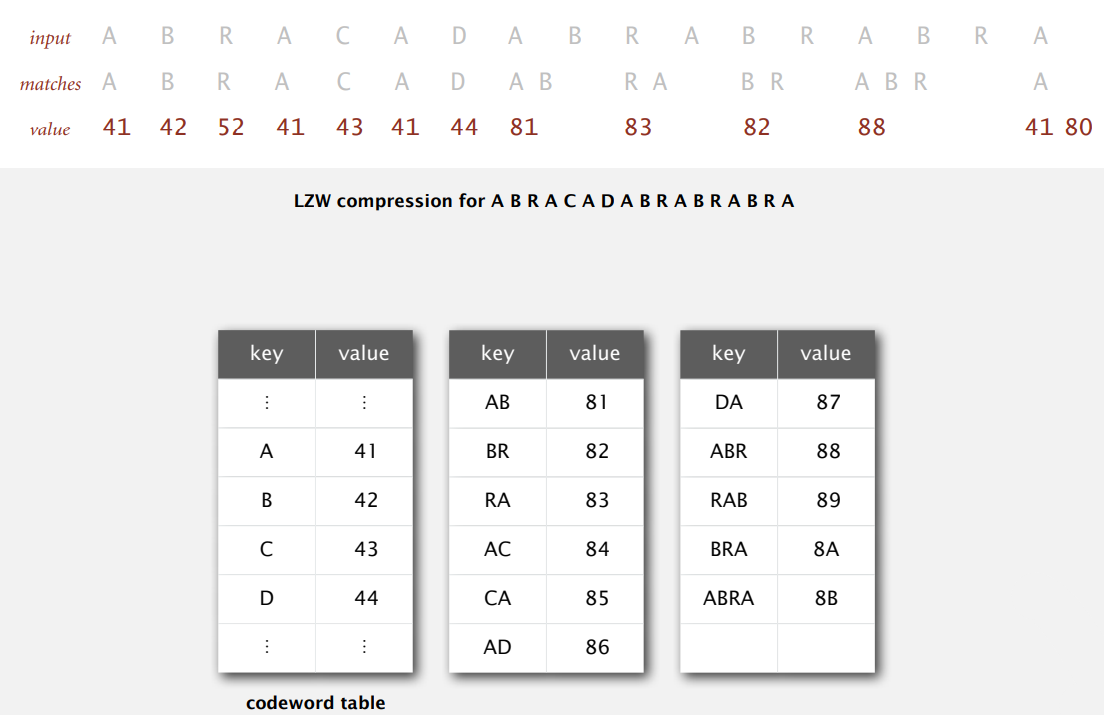 input A B R A C A D A B R A B R A B R A
matches A B R A C A D A B R A B R A B R A
value 41 42 52 41 43 41 44 81 83 82 88 41 80
LZW compression for A B R A C A D A B R A B R A B R A
key value key value key value
⋮ ⋮ AB 81 DA 87
A 41 BR 82 ABR 88
B 42 RA 83 RAB 89
C 43 AC 84 BRA 8A
D 44 CA 85 ABRA 8B
⋮ ⋮ AD 86
codeword table